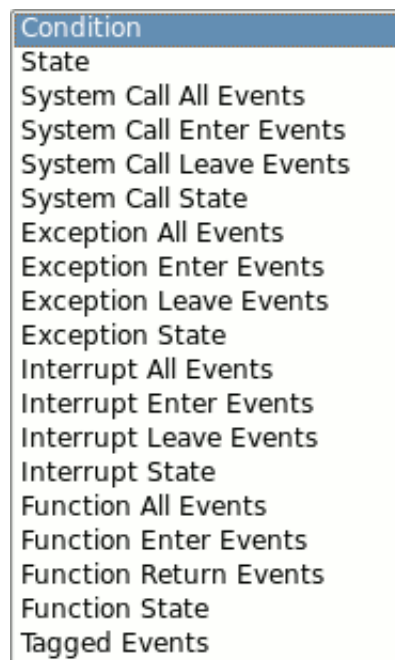 Condition
State
System Call All Events
System Call Enter Events
System Call Leave Events
System Call State
Exception All Events
Exception Enter Events
Exception Leave Events
Exception State
Interrupt All Events
Interrupt Enter Events
Interrupt Leave Events
Interrupt State
Function All Events
Function Enter Events
Function Return Events
Function State
Tagged Events